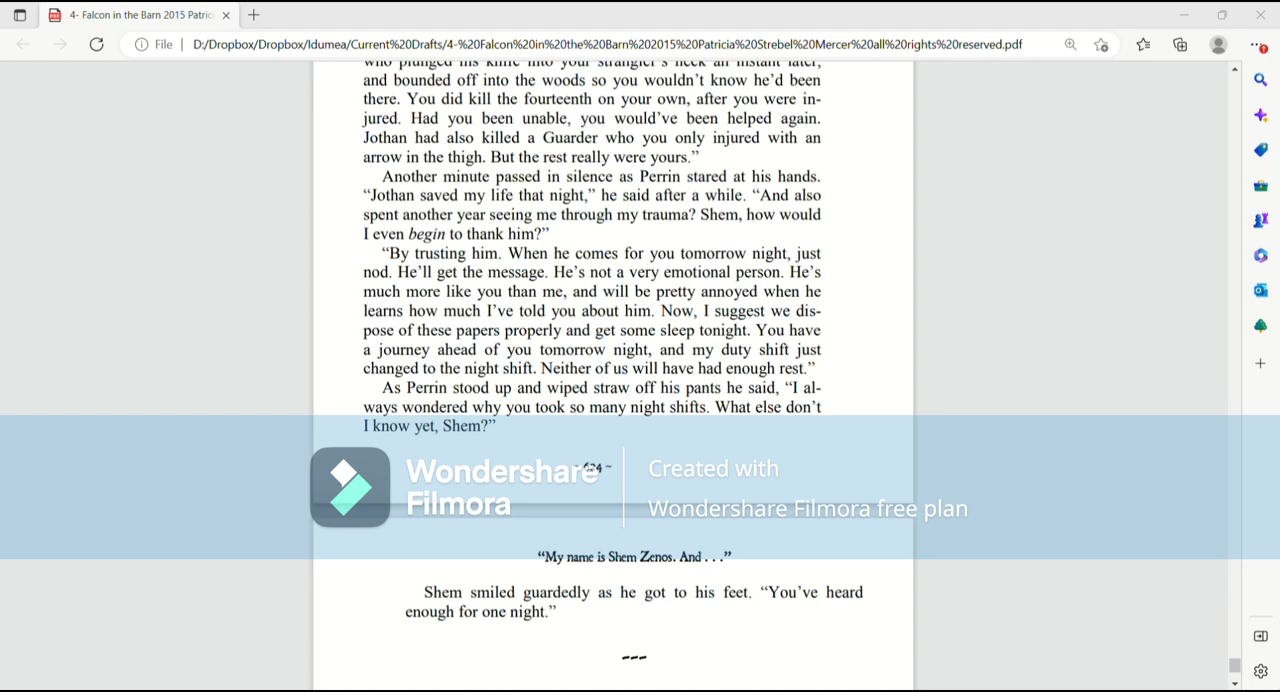 4- Falcon in the Barn 2015 Patric
File | D:/Dropbox/Dropbox/Idumea/Current%20Drafts/4-%20Falcon%20in%20the%20Barn%202015%20Patricia%20Strebel%20Mercer%20all%20rights%20reserved.pdf
who plunged his knife into your strangler's neck an instant later,
and bounded off into the woods so you wouldn't know he'd been
there. You did kill the fourteenth on your own, after you were in-
jured. Had you been unable, you would've been helped again.
Jothan had also killed a Guarder who you only injured with an
arrow in the thigh. But the rest really were yours.”
Another minute passed in silence as Perrin stared at his hands.
“Jothan saved my life that night,” he said after a while. “And also
spent another year seeing me through my trauma? Shem, how would
I even begin to thank him?”
“By trusting him. When he comes for you tomorrow night, just
nod. He'll get the message. He's not a very emotional person. He's
much more like you than me, and will be pretty annoyed when he
learns how much I've told you about him. Now, I suggest we dis-
pose of these papers properly and get some sleep tonight. You have
a journey ahead of you tomorrow night, and my duty shift just
changed to the night shift. Neither of us will have had enough rest.”
As Perrin stood up and wiped straw off his pants he said, “I al-
ways wondered why you took so many night shifts. What else don't
I know yet, Shem?”
Wondershare
Filmora
Created with
Wondershare Filmora free plan
“My name is Shem Zenos. And . . .”
Shem smiled guardedly as he got to his feet. “You've heard
enough for one night.”
---